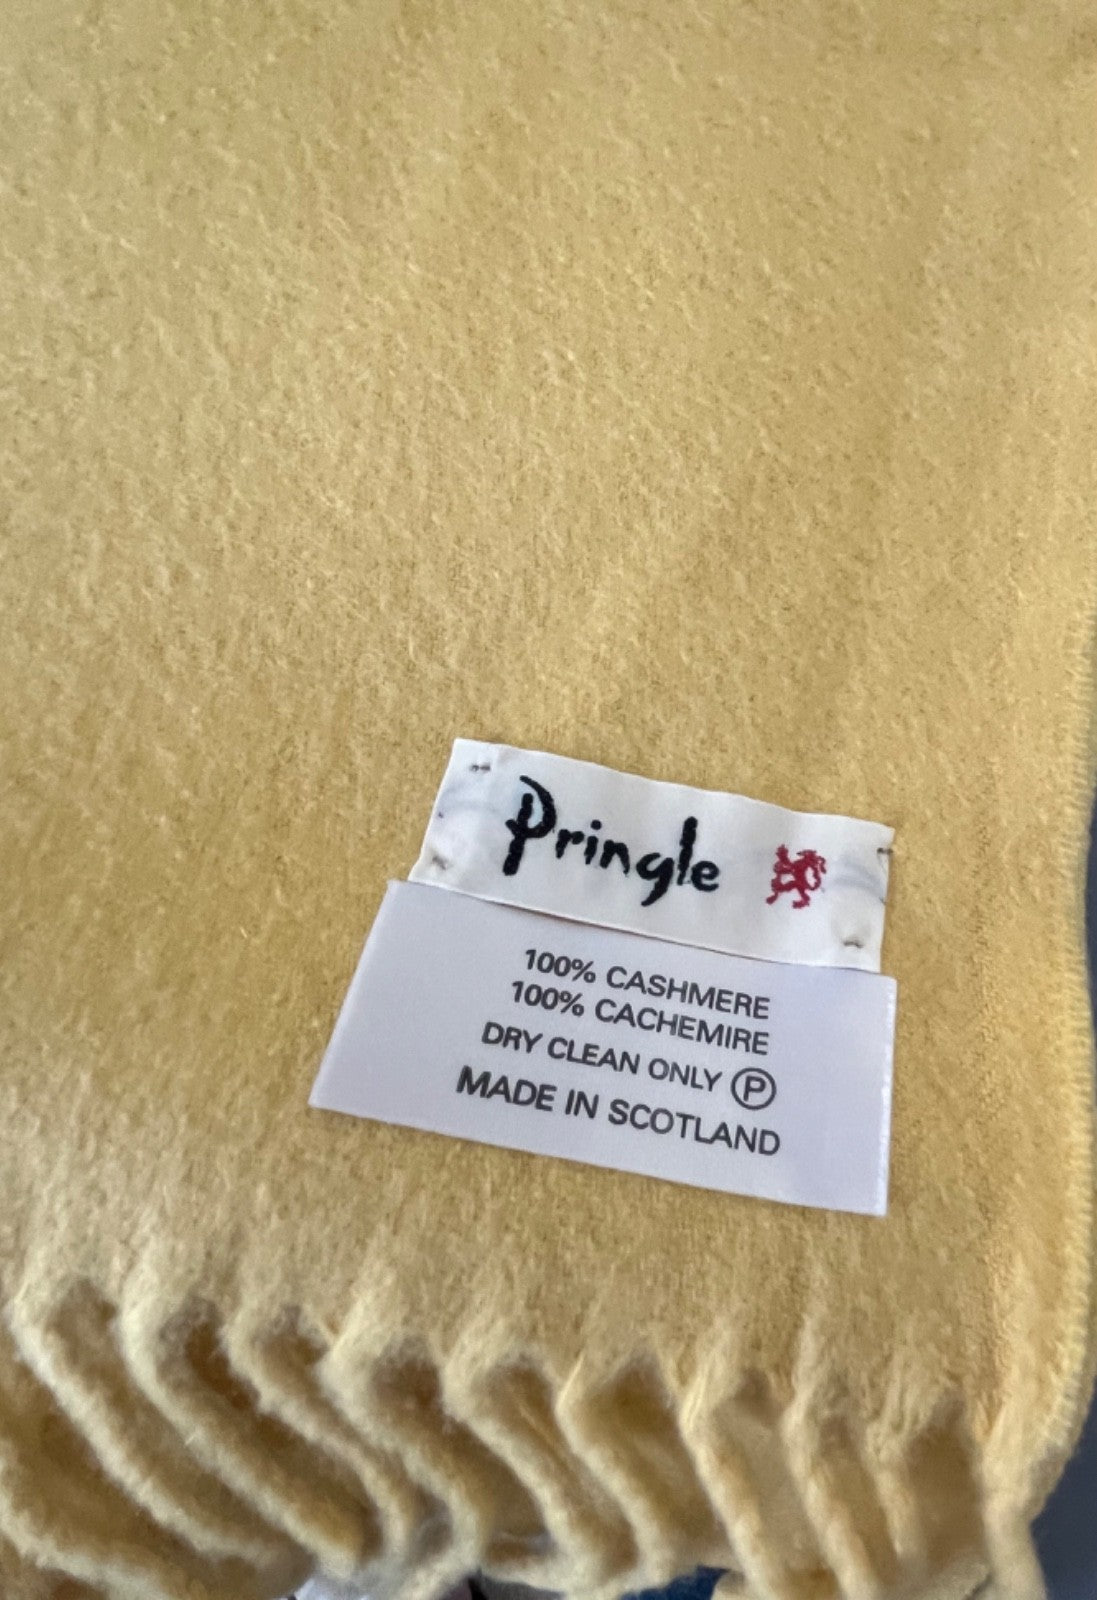 Pringle
100% CASHMERE
100% CACHEMIRE
DRY CLEAN ONLY Ⓟ
MADE IN SCOTLAND